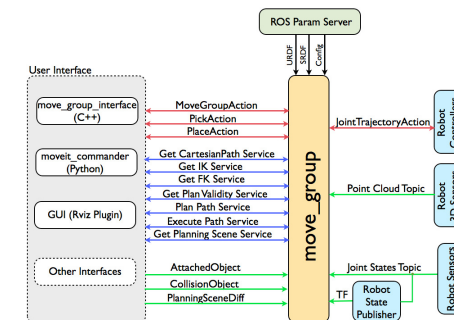 ROS Param Server
URDF
SRDF
Config
User Interface
move_group_interface
(C++)
moveit_commander
(Python)
GUI (Rviz Plugin)
Other Interfaces
MoveGroupAction
PickAction
PlaceAction
Get CartesianPath Service
Get IK Service
Get FK Service
Get Plan Validity Service
Plan Path Service
Execute Path Service
Get Planning Scene Service
AttachedObject
CollisionObject
PlanningSceneDiff
move_group
JointTrajectoryAction
Point Cloud Topic
Joint States Topic
TF
Robot
State
Publisher
Robot
Robot
Robot Sensors